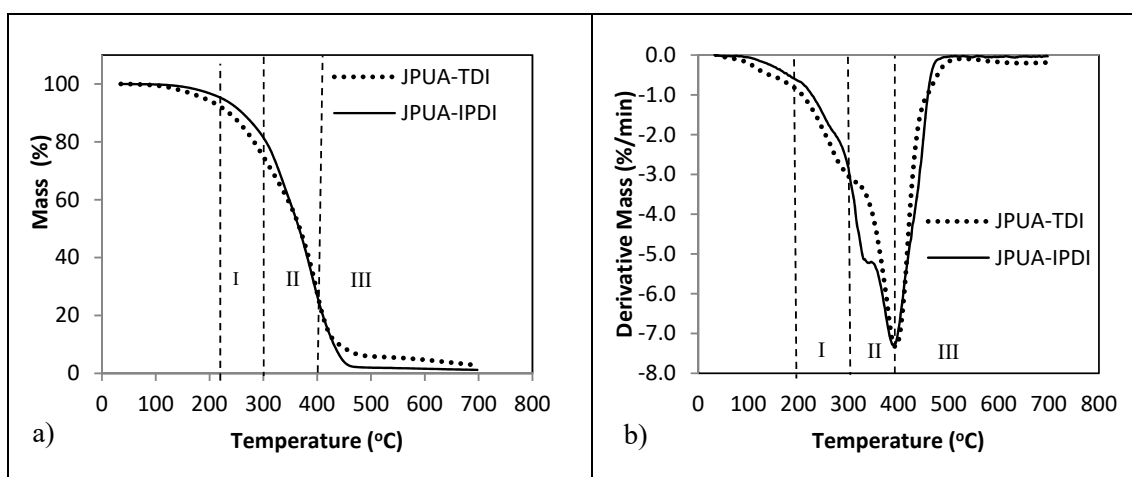 Mass (%)
100
80
60
40
20
0
JPUA-TDI
JPUA-IPDI
I
II
III
0 100 200 300 400 500 600 700 800
Temperature (ºC)
a)
Derivative Mass (%/min)
0.0
-1.0
-2.0
-3.0
-4.0
-5.0
-6.0
-7.0
-8.0
JPUA-TDI
JPUA-IPDI
I
II
III
0 100 200 300 400 500 600 700 800
Temperature (ºC)
b)